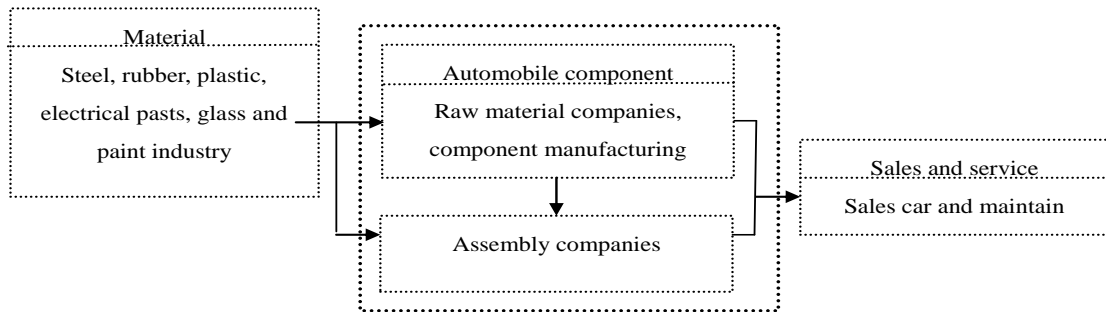 Material
Steel, rubber, plastic,
electrical pasts, glass and
paint industry
Automobile component
Raw material companies,
component manufacturing
Assembly companies
Sales and service
Sales car and maintain